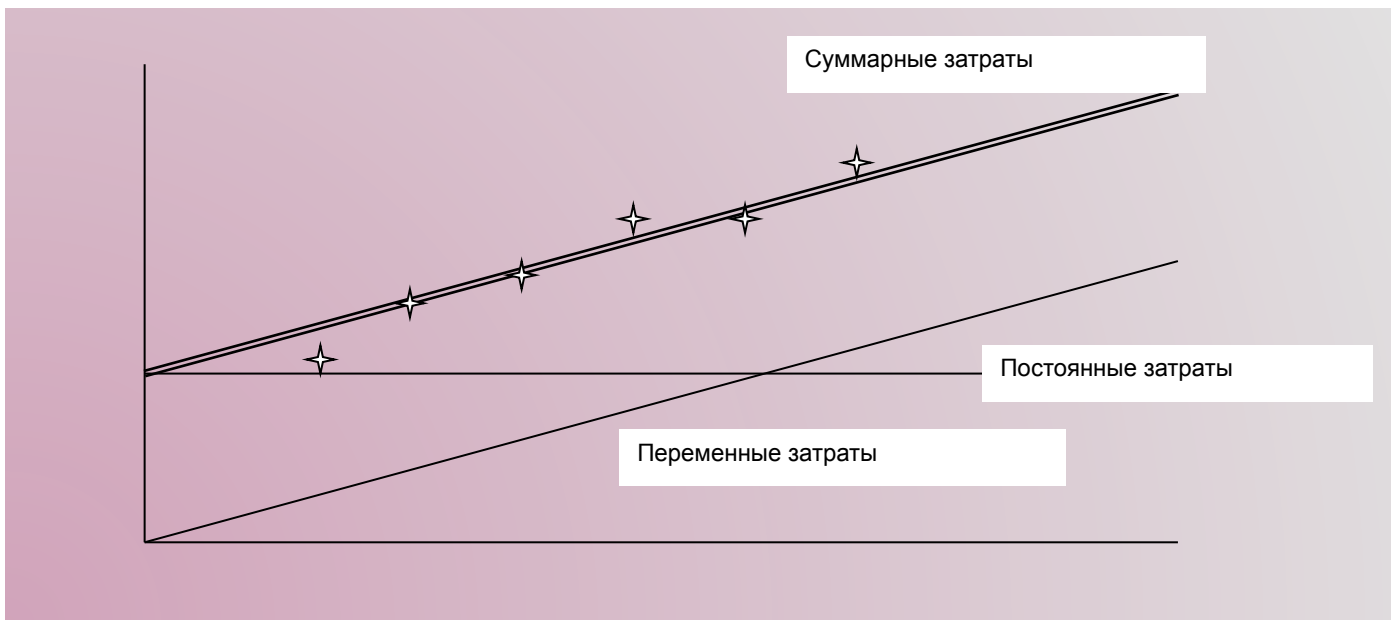 Суммарные затраты
Постоянные затраты
Переменные затраты